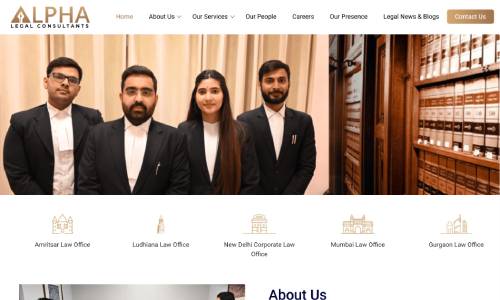 ALPHA
LEGAL CONSULTANTS
Home About Us Our Services Our People Careers Our Presence Legal News & Blogs Contact Us
Amritsar Law Office
Ludhiana Law Office
New Delhi Corporate Law
Office
Mumbai Law Office
Gurgaon Law Office
About Us